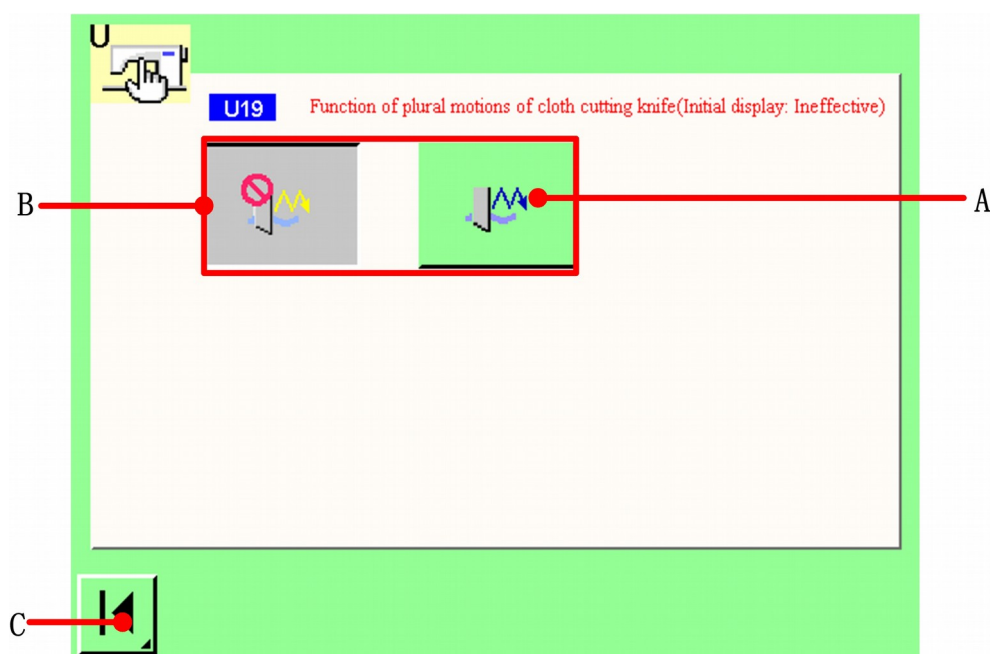 U
U19 Function of plural motions of cloth cutting knife(Initial display: Ineffective)
B
A
C